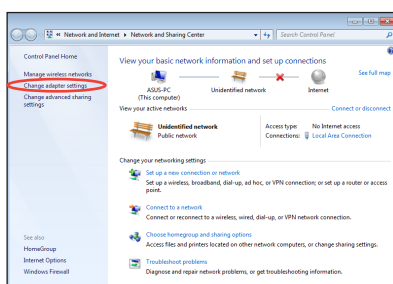 « Network and Internet ▸ Network and Sharing Center
Search Control Panel
Control Panel Home
Manage wireless networks
Change adapter settings
Change advanced sharing
settings
See also
HomeGroup
Internet Options
Windows Firewall
View your basic network information and set up connections
See full map
ASUS-PC
(This computer)
Unidentified network
Internet
View your active networks
Connect or disconnect
Unidentified network
Public network
Access type: No Internet access
Connections: Local Area Connection
Change your networking settings
Set up a new connection or network
Set up a wireless, broadband, dial-up, ad hoc, or VPN connection; or set up a router or access
point.
Connect to a network
Connect or reconnect to a wireless, wired, dial-up, or VPN network connection.
Choose homegroup and sharing options
Access files and printers located on other network computers, or change sharing settings.
Troubleshoot problems
Diagnose and repair network problems, or get troubleshooting information.